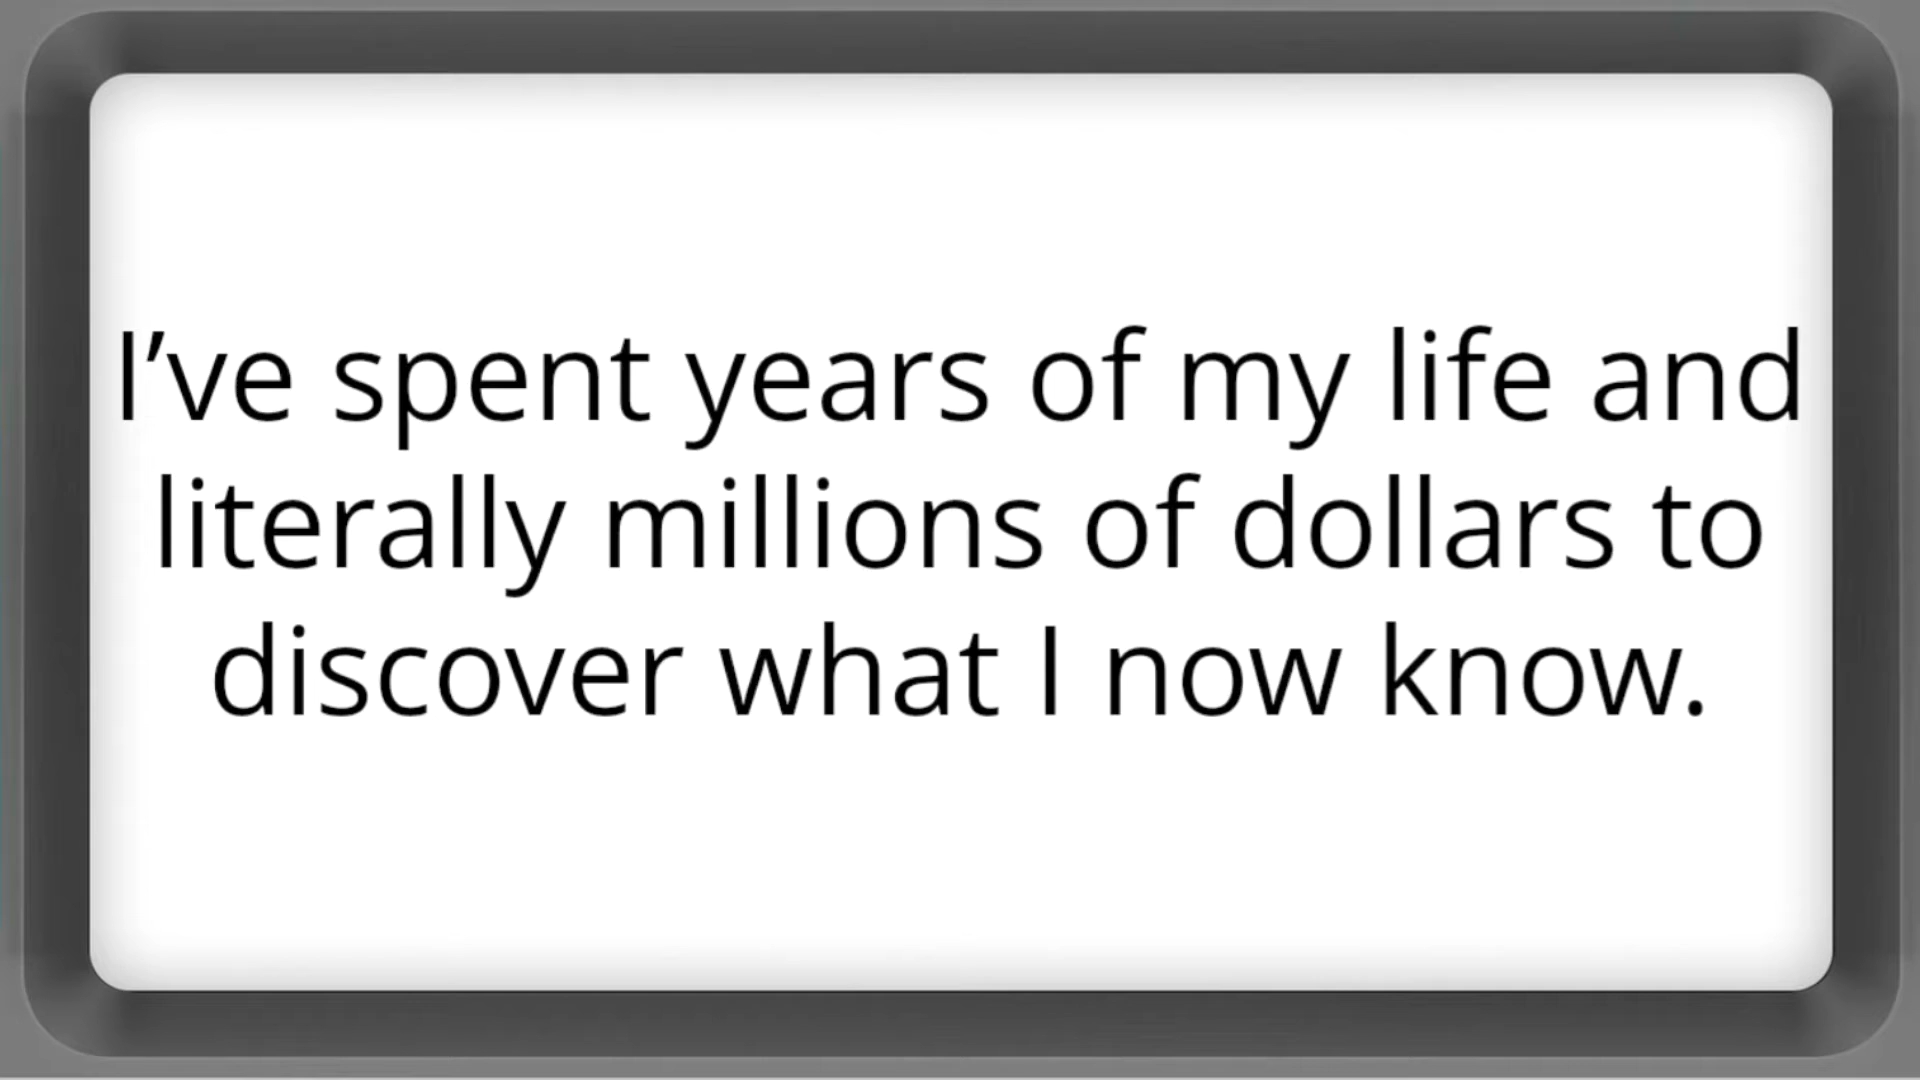 I’ve spent years of my life and
literally millions of dollars to
discover what I now know.